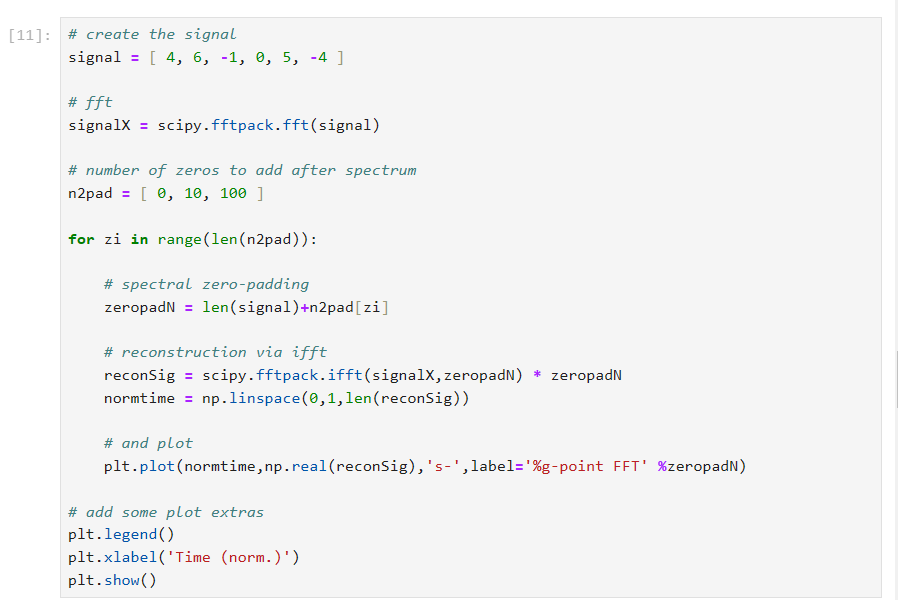 [11]: # create the signal
signal = [ 4, 6, -1, 0, 5, -4 ]
# fft
signalX = scipy.fftpack.fft(signal)
# number of zeros to add after spectrum
n2pad = [ 0, 10, 100 ]
for zi in range(len(n2pad)):
# spectral zero-padding
zeropadN = len(signal)+n2pad[zi]
# reconstruction via ifft
reconSig = scipy.fftpack.ifft(signalX,zeropadN) * zeropadN
normtime = np.linspace(0,1,len(reconSig))
# and plot
plt.plot(normtime,np.real(reconSig),'s-',label='%g-point FFT' %zeropadN)
# add some plot extras
plt.legend()
plt.xlabel('Time (norm.)')
plt.show()